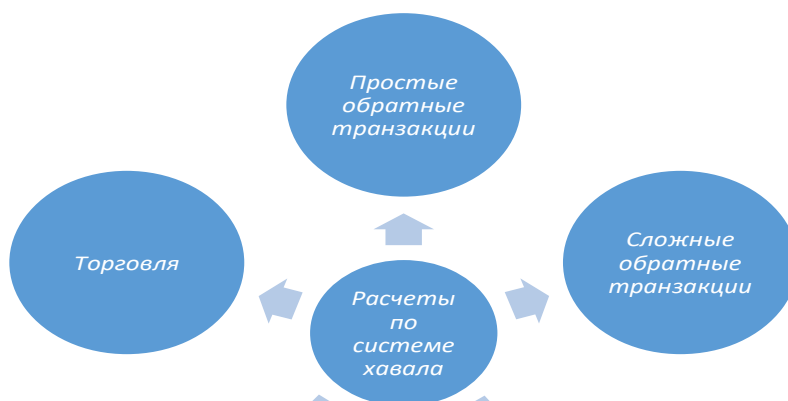 Простые
обратные
транзакции
Торговля
Сложные
обратные
транзакции
Расчеты
по
системе
хавала